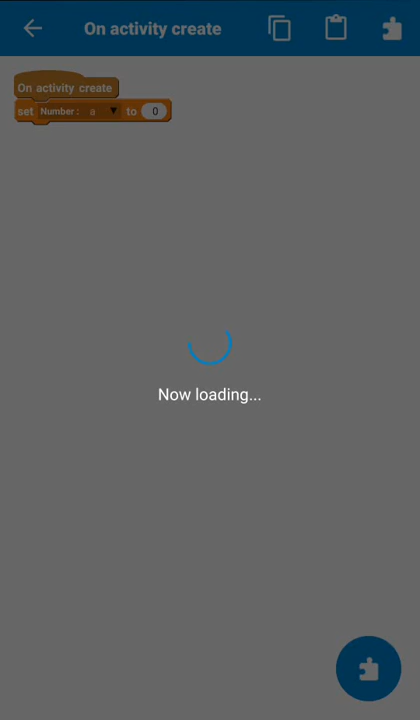 On activity create
On activity create
set Number: a to 0
Now loading...